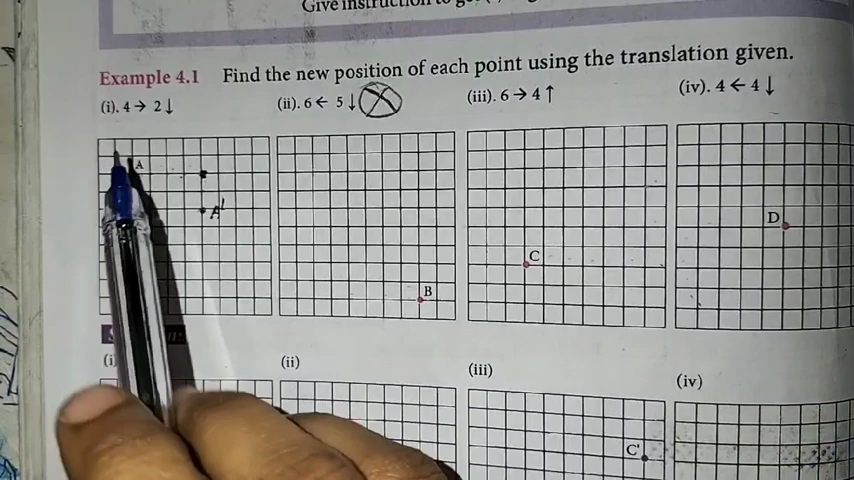 Give instruction to
Example 4.1 Find the new position of each point using the translation given.
(i). 4 → 2 ↓ (ii). 6 ← 5 ↓ (iii). 6 → 4 ↑ (iv). 4 ← 4 ↓
A
A'
D
C
B
(i) (ii) (iii) (iv)
C'